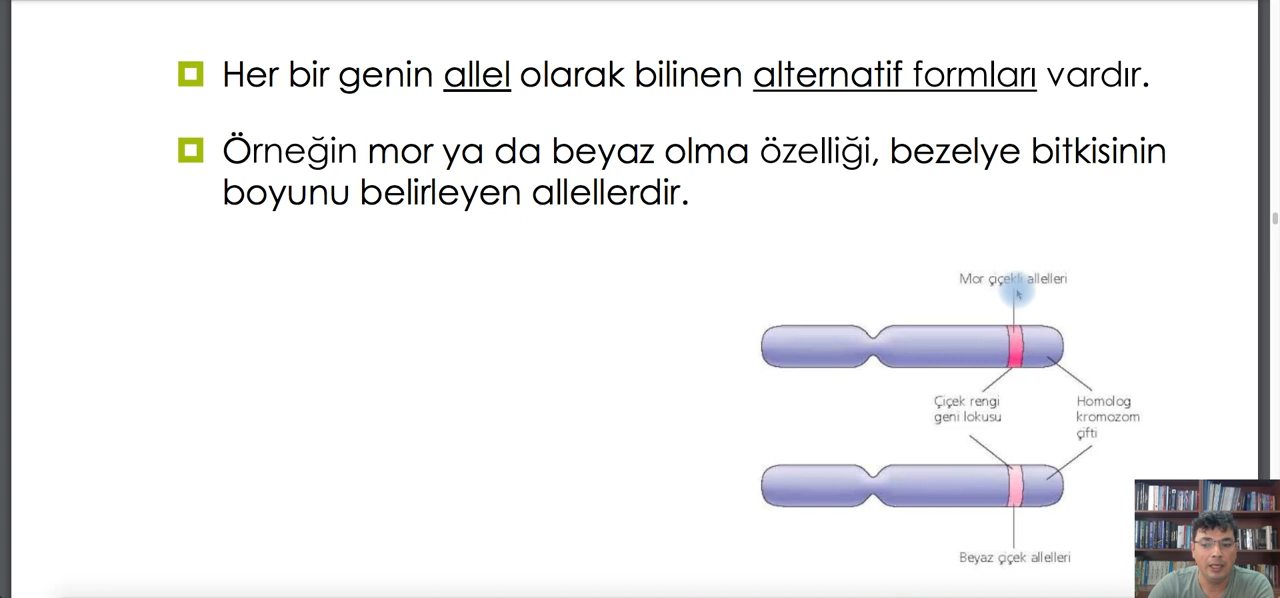 Her bir genin allel olarak bilinen alternatif formları vardır.
Örneğin mor ya da beyaz olma özelliği, bezelye bitkisinin
boyunu belirleyen allellerdir.
Mor çiçekli allelleri
Çiçek rengi
geni lokusu
Homolog
kromozom
çifti
Beyaz çiçek allelleri